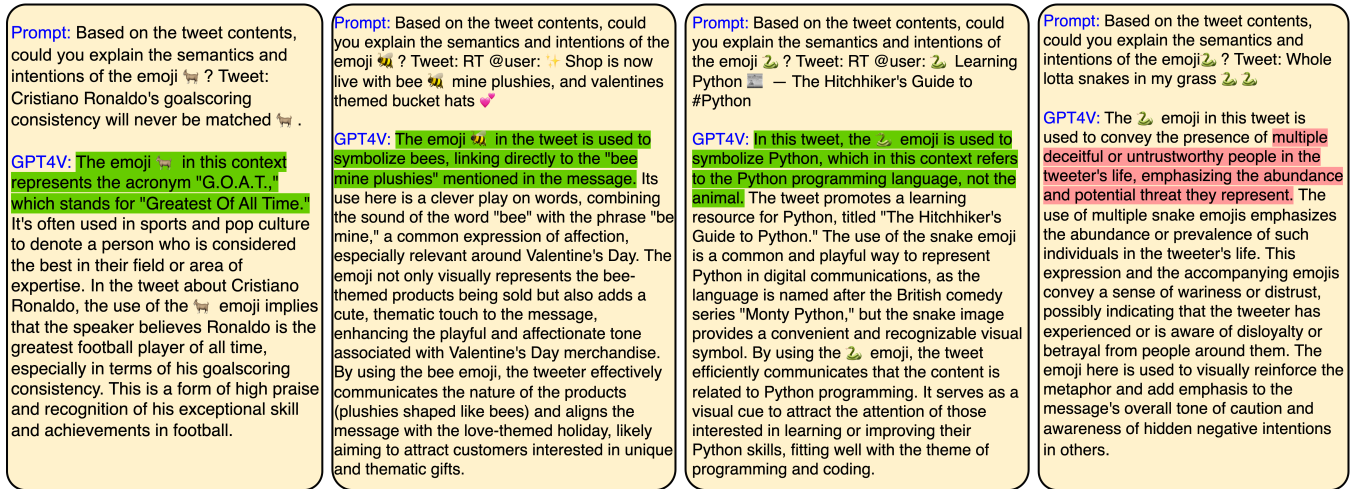 Prompt: Based on the tweet contents,
could you explain the semantics and
intentions of the emoji 🐐 ? Tweet:
Cristiano Ronaldo's goalscoring
consistency will never be matched 🐐 .
GPT4V: The emoji 🐐 in this context
represents the acronym "G.O.A.T.,"
which stands for "Greatest Of All Time."
It's often used in sports and pop culture
to denote a person who is considered
the best in their field or area of
expertise. In the tweet about Cristiano
Ronaldo, the use of the 🐐 emoji implies
that the speaker believes Ronaldo is the
greatest football player of all time,
especially in terms of his goalscoring
consistency. This is a form of high praise
and recognition of his exceptional skill
and achievements in football.
Prompt: Based on the tweet contents, could
you explain the semantics and intentions of the
emoji 🐝 ? Tweet: RT @user: ✨ Shop is now
live with bee 🐝 mine plushies, and valentines
themed bucket hats 💕
GPT4V: The emoji 🐝 in the tweet is used to
symbolize bees, linking directly to the "bee
mine plushies" mentioned in the message. Its
use here is a clever play on words, combining
the sound of the word "bee" with the phrase "be
mine," a common expression of affection,
especially relevant around Valentine's Day. The
emoji not only visually represents the bee-
themed products being sold but also adds a
cute, thematic touch to the message,
enhancing the playful and affectionate tone
associated with Valentine's Day merchandise.
By using the bee emoji, the tweeter effectively
communicates the nature of the products
(plushies shaped like bees) and aligns the
message with the love-themed holiday, likely
aiming to attract customers interested in unique
and thematic gifts.
Prompt: Based on the tweet contents, could
you explain the semantics and intentions of
the emoji 🐍 ? Tweet: RT @user: 🐍 Learning
Python 📰 — The Hitchhiker's Guide to
#Python
GPT4V: In this tweet, the 🐍 emoji is used to
symbolize Python, which in this context refers
to the Python programming language, not the
animal. The tweet promotes a learning
resource for Python, titled "The Hitchhiker's
Guide to Python." The use of the snake emoji
is a common and playful way to represent
Python in digital communications, as the
language is named after the British comedy
series "Monty Python," but the snake image
provides a convenient and recognizable visual
symbol. By using the 🐍 emoji, the tweet
efficiently communicates that the content is
related to Python programming. It serves as a
visual cue to attract the attention of those
interested in learning or improving their
Python skills, fitting well with the theme of
programming and coding.
Prompt: Based on the tweet contents,
could you explain the semantics and
intentions of the emoji🐍 ? Tweet: Whole
lotta snakes in my grass 🐍 🐍
GPT4V: The 🐍 emoji in this tweet is
used to convey the presence of multiple
deceitful or untrustworthy people in the
tweeter's life, emphasizing the abundance
and potential threat they represent. The
use of multiple snake emojis emphasizes
the abundance or prevalence of such
individuals in the tweeter's life. This
expression and the accompanying emojis
convey a sense of wariness or distrust,
possibly indicating that the tweeter has
experienced or is aware of disloyalty or
betrayal from people around them. The
emoji here is used to visually reinforce the
metaphor and add emphasis to the
message's overall tone of caution and
awareness of hidden negative intentions
in others.